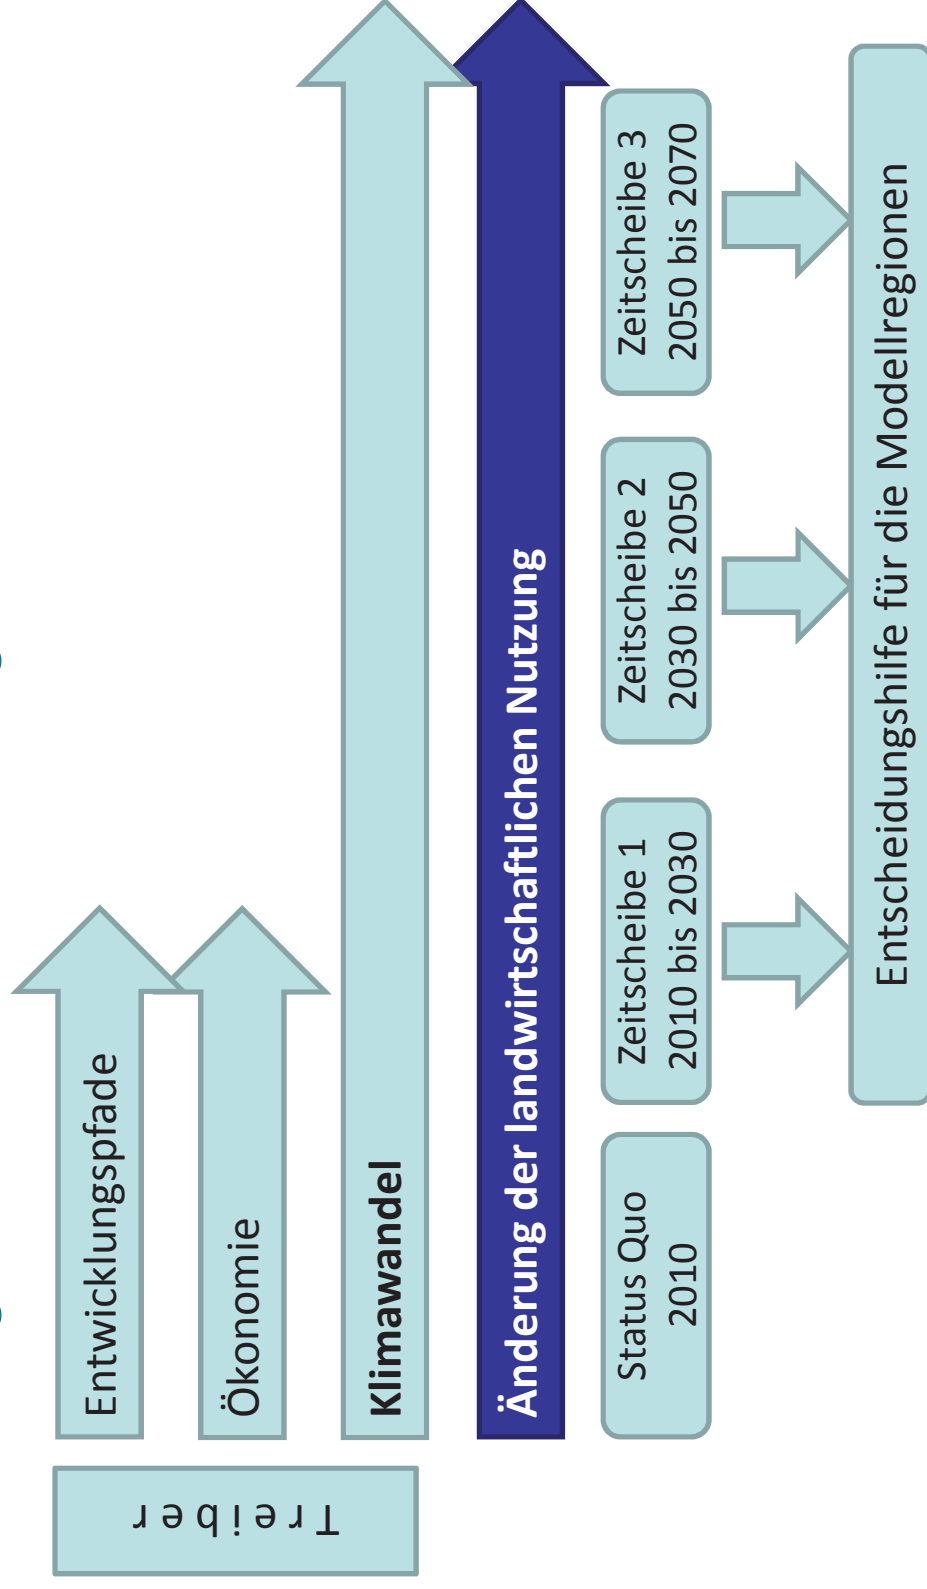 Treiber
Entwicklungspfade
Ökonomie
Klimawandel
Änderung der landwirtschaftlichen Nutzung
Status Quo
2010
Zeitscheibe 1
2010 bis 2030
Zeitscheibe 2
2030 bis 2050
Zeitscheibe 3
2050 bis 2070
Entscheidungshilfe für die Modellregionen